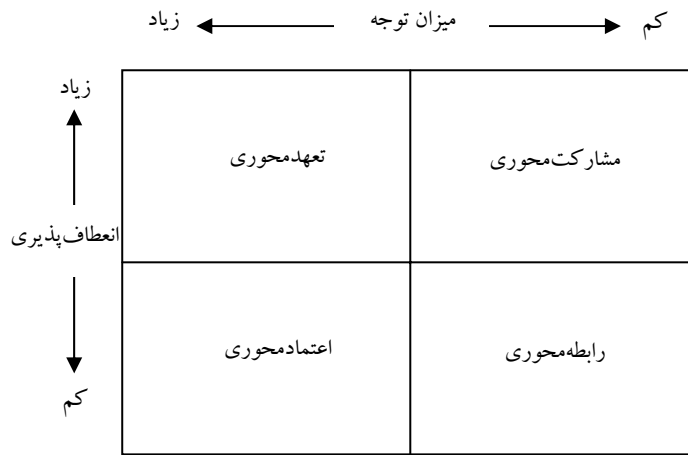 کم میزان توجه زیاد
زیاد
مشارکت‌محوری تعهدمحوری
انعطاف‌پذیری
رابطه‌محوری اعتمادمحوری
کم